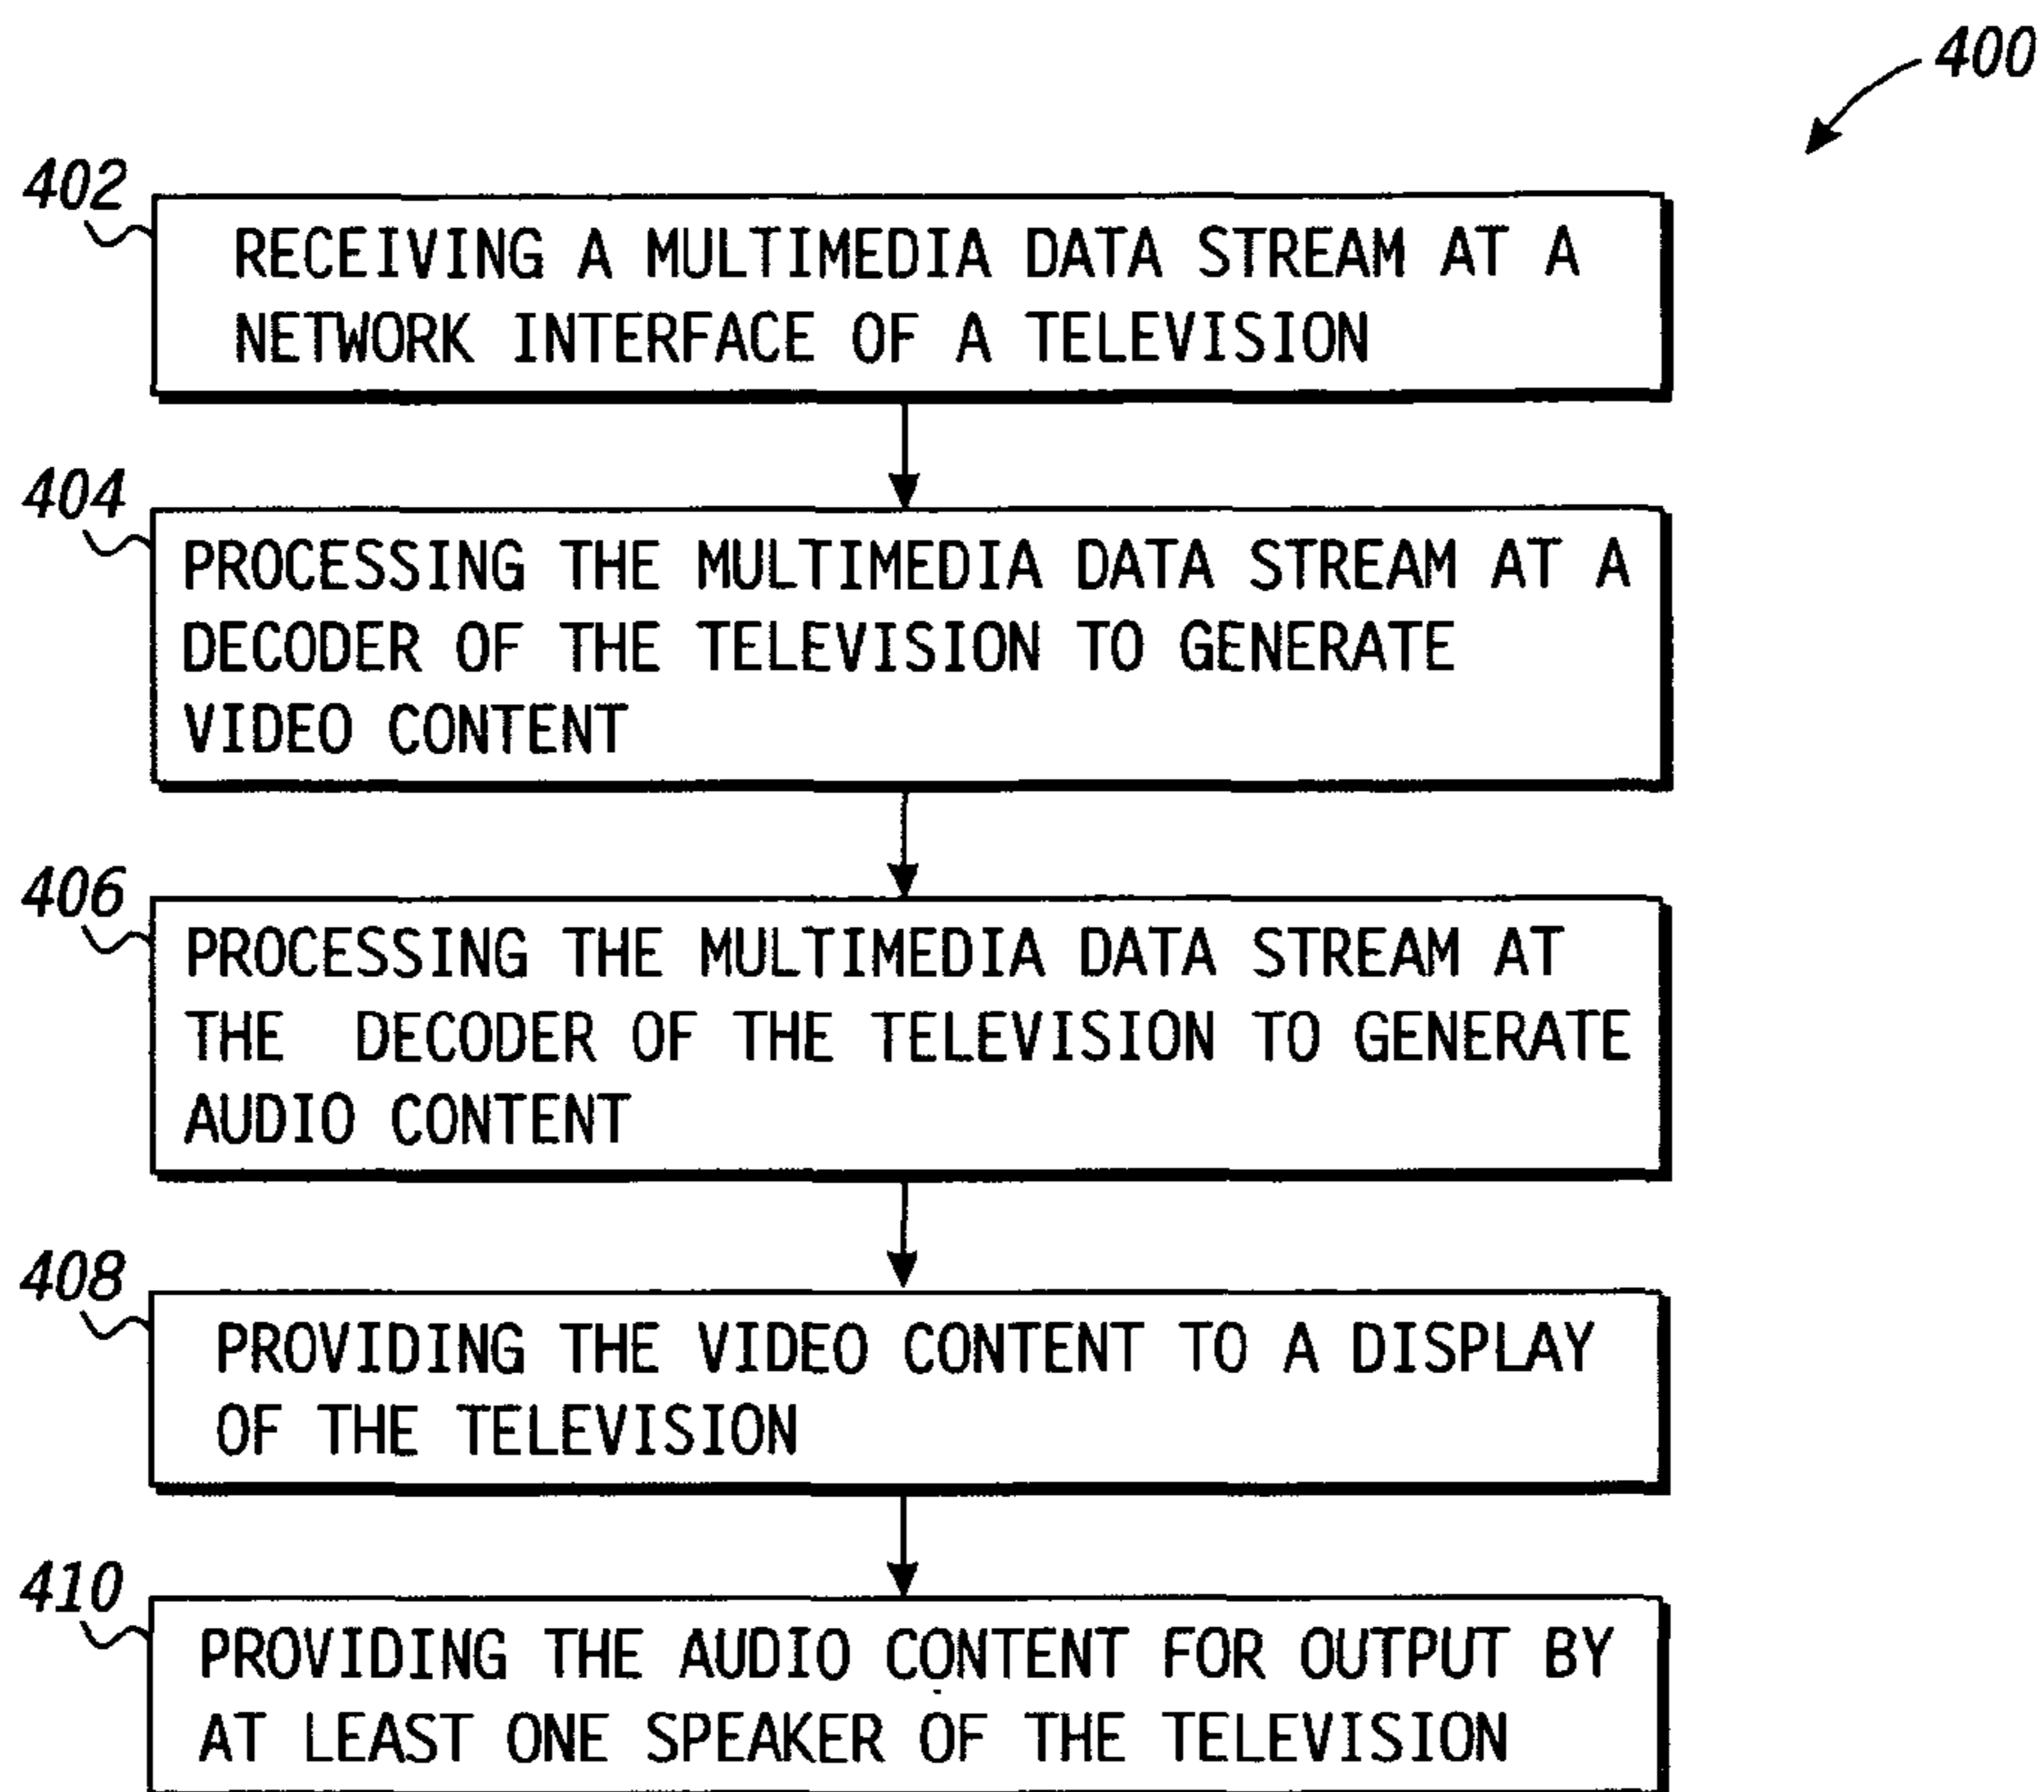 400
402
RECEIVING A MULTIMEDIA DATA STREAM AT A
NETWORK INTERFACE OF A TELEVISION
404
PROCESSING THE MULTIMEDIA DATA STREAM AT A
DECODER OF THE TELEVISION TO GENERATE
VIDEO CONTENT
406
PROCESSING THE MULTIMEDIA DATA STREAM AT
THE DECODER OF THE TELEVISION TO GENERATE
AUDIO CONTENT
408
PROVIDING THE VIDEO CONTENT TO A DISPLAY
OF THE TELEVISION
410
PROVIDING THE AUDIO CONTENT FOR OUTPUT BY
AT LEAST ONE SPEAKER OF THE TELEVISION